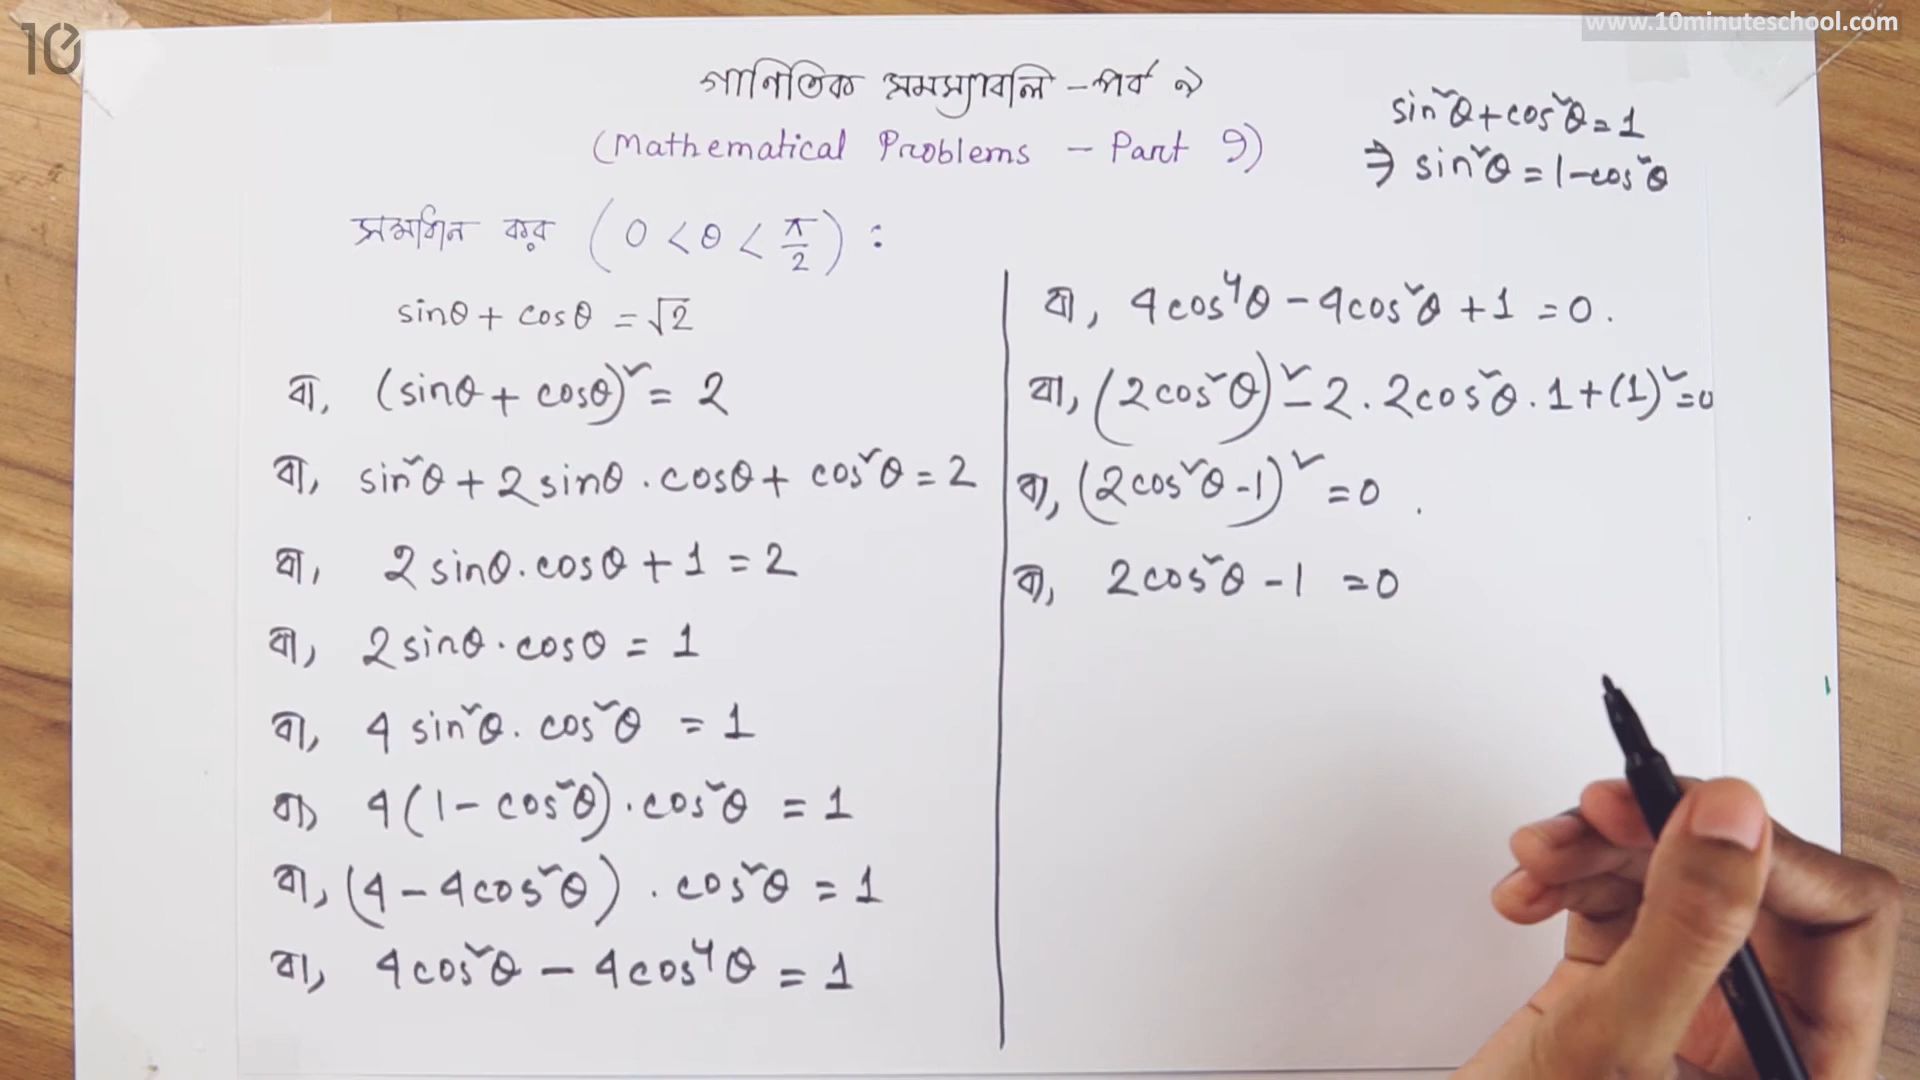 10
www.10minuteschool.com
গাণিতিক সমস্যাবলি - পর্ব ৯
(Mathematical Problems - Part 9)
sin²θ + cos²θ = 1
⇒ sin²θ = 1 - cos²θ
সমাধান কর (0 < θ < π/2) :
sinθ + cosθ = √2
বা, (sinθ + cosθ)² = 2
বা, sin²θ + 2 sinθ . cosθ + cos²θ = 2
বা, 2 sinθ . cosθ + 1 = 2
বা, 2 sinθ . cosθ = 1
বা, 4 sin²θ . cos²θ = 1
বা, 4(1 - cos²θ) . cos²θ = 1
বা, (4 - 4cos²θ) . cos²θ = 1
বা, 4cos²θ - 4cos⁴θ = 1
বা, 4cos⁴θ - 4cos²θ + 1 = 0 .
বা, (2cos²θ)² - 2 . 2cos²θ . 1 + (1)² = 0
বা, (2cos²θ - 1)² = 0 .
বা, 2cos²θ - 1 = 0